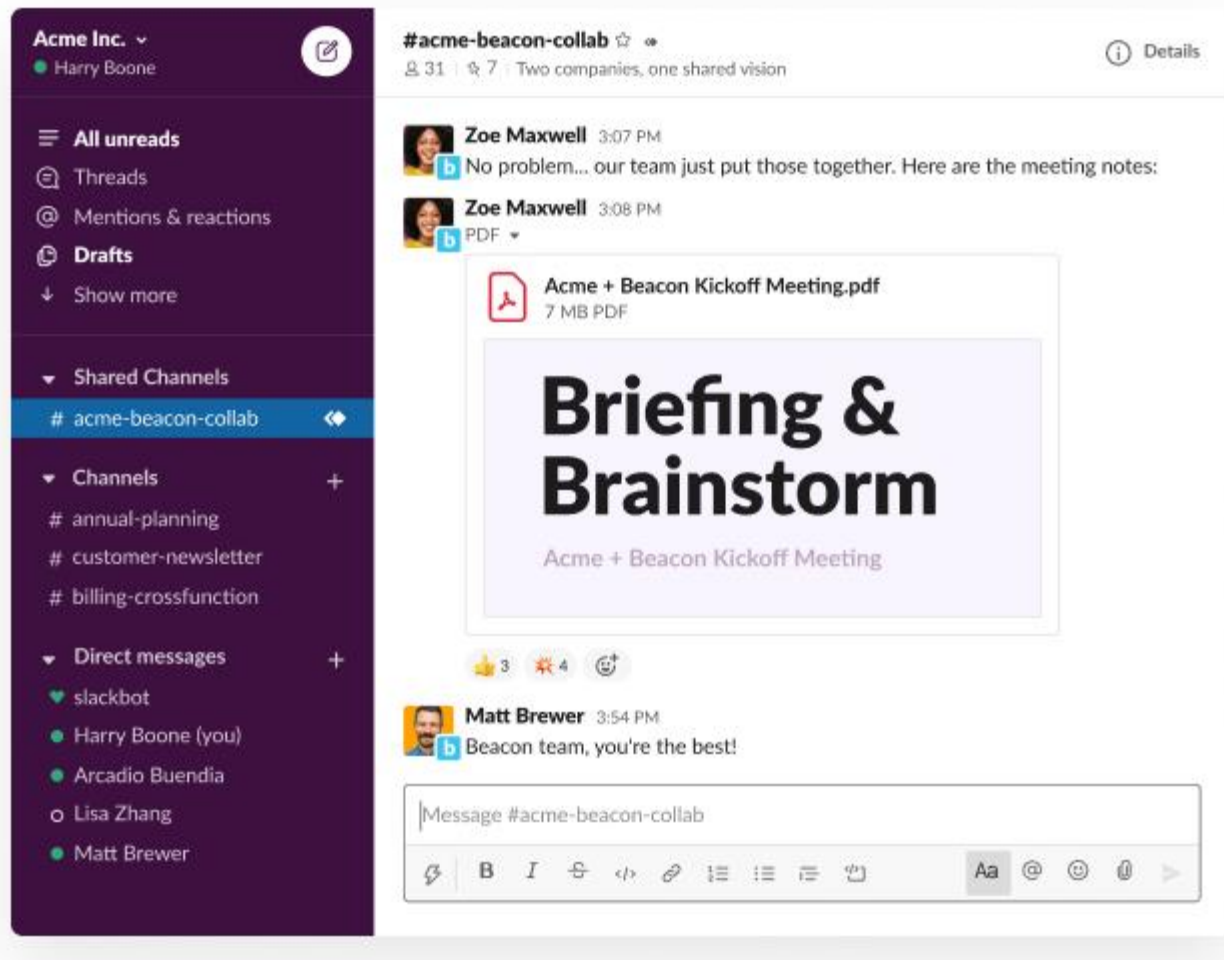 Acme Inc.
Harry Boone
All unreads
Threads
Mentions & reactions
Drafts
Show more
Shared Channels
# acme-beacon-collab
Channels
# annual-planning
# customer-newsletter
# billing-crossfunction
Direct messages
slackbot
Harry Boone (you)
Arcadio Buendia
Lisa Zhang
Matt Brewer
#acme-beacon-collab
31 7 Two companies, one shared vision
Details
Zoe Maxwell 3:07 PM
b No problem... our team just put those together. Here are the meeting notes:
Zoe Maxwell 3:08 PM
b PDF
Acme + Beacon Kickoff Meeting.pdf
7 MB PDF
Briefing &
Brainstorm
Acme + Beacon Kickoff Meeting
3 4
Matt Brewer 3:54 PM
b Beacon team, you're the best!
Message #acme-beacon-collab
B I S </> Aa @